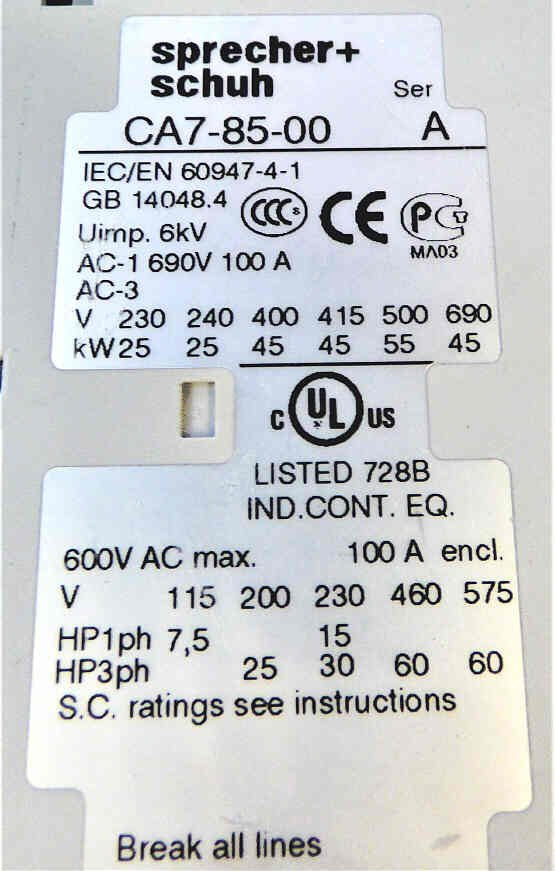 sprecher+
schuh
Ser
CA7-85-00 A
IEC/EN 60947-4-1
GB 14048.4
CCC S CE PCT
MA03
Uimp. 6kV
AC-1 690V 100 A
AC-3
V 230 240 400 415 500 690
kW 25 25 45 45 55 45
C UL US
LISTED 728B
IND.CONT. EQ.
600V AC max. 100 A encl.
V 115 200 230 460 575
HP1ph 7,5 15
HP3ph 25 30 60 60
S.C. ratings see instructions
Break all lines